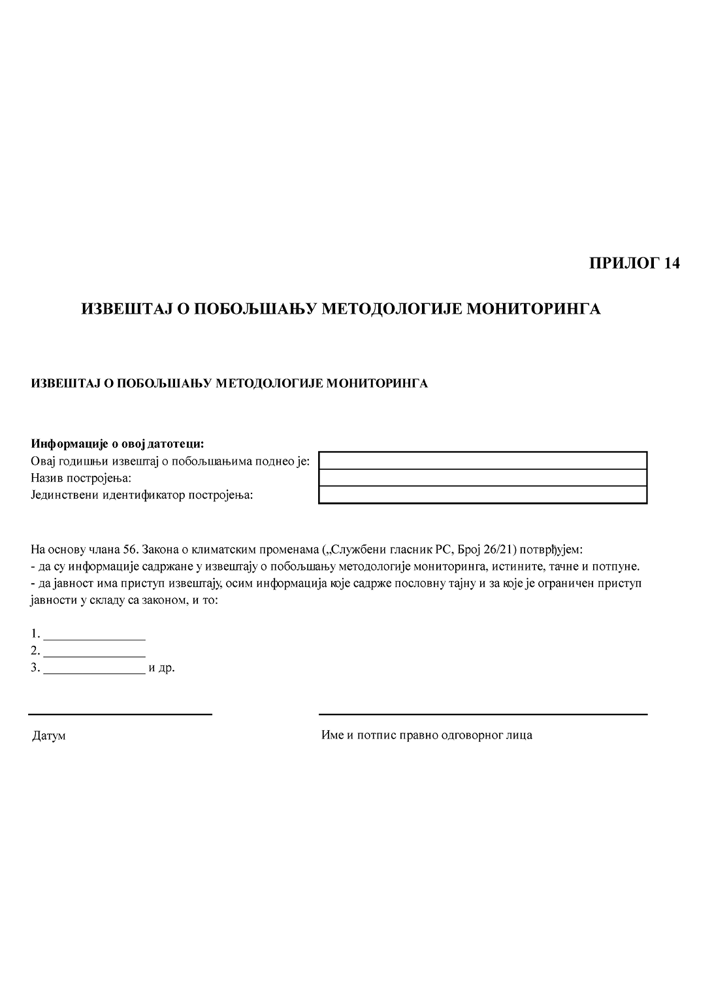 ПРИЛОГ 14
ИЗВЕШТАЈ О ПОБОЉШАЊУ МЕТОДОЛОГИЈЕ МОНИТОРИНГА
ИЗВЕШТАЈ О ПОБОЉШАЊУ МЕТОДОЛОГИЈЕ МОНИТОРИНГА
Информације о овој датотеци:
Овај годишњи извештај о побољшањима поднео је:
Назив постројења:
Јединствени идентификатор постројења:
На основу члана 56. Закона о климатским променама („Службени гласник РС, Број 26/21) потврђујем:
- да су информације садржане у извештају о побољшању методологије мониторинга, истините, тачне и потпуне.
- да јавност има приступ извештају, осим информација које садрже пословну тајну и за које је ограничен приступ
јавности у складу са законом, и то:
1. ________________
2. ________________
3. ________________ и др.
Датум
Име и потпис правно одговорног лица